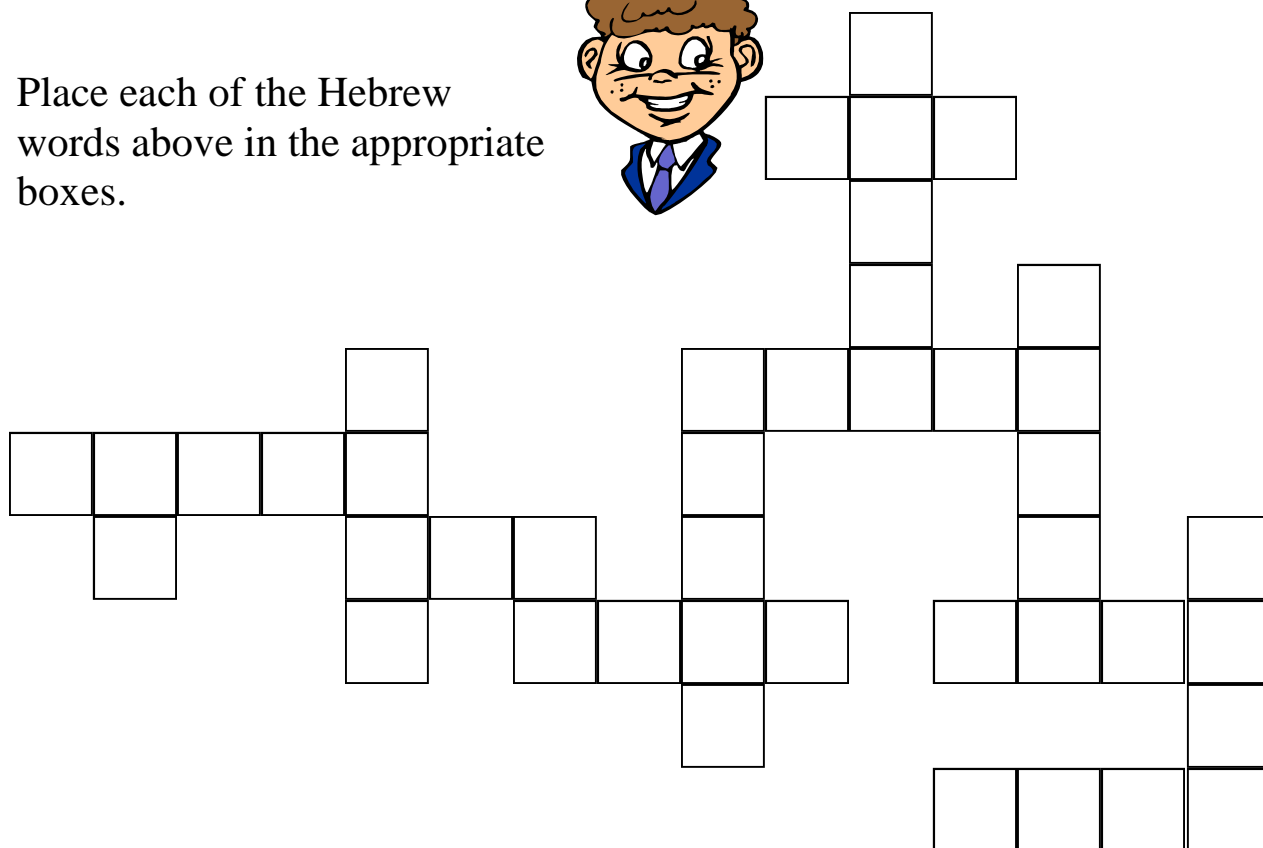 Place each of the Hebrew
words above in the appropriate
boxes.